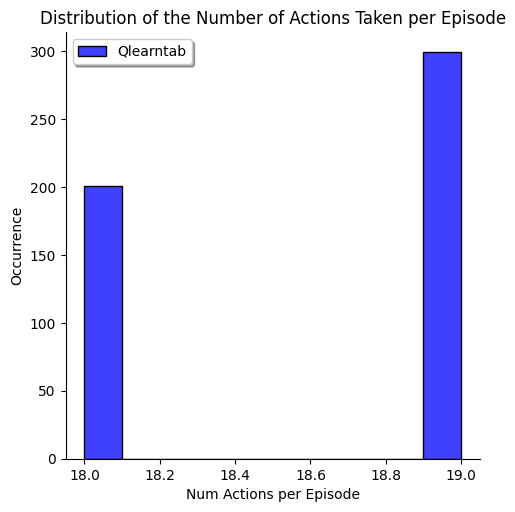 Distribution of the Number of Actions Taken per Episode
Qlearntab
Occurrence
300
250
200
150
100
50
0
18.0 18.2 18.4 18.6 18.8 19.0
Num Actions per Episode